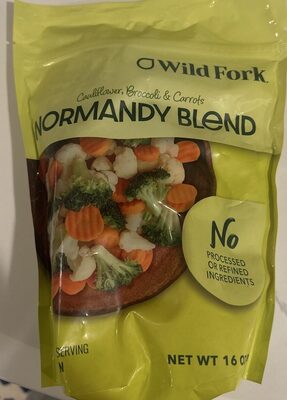 Wild Fork
Cauliflower, Broccoli & Carrots
NORMANDY BLEND
No
PROCESSED
OR REFINED
INGREDIENTS
SERVING
NET WT 16